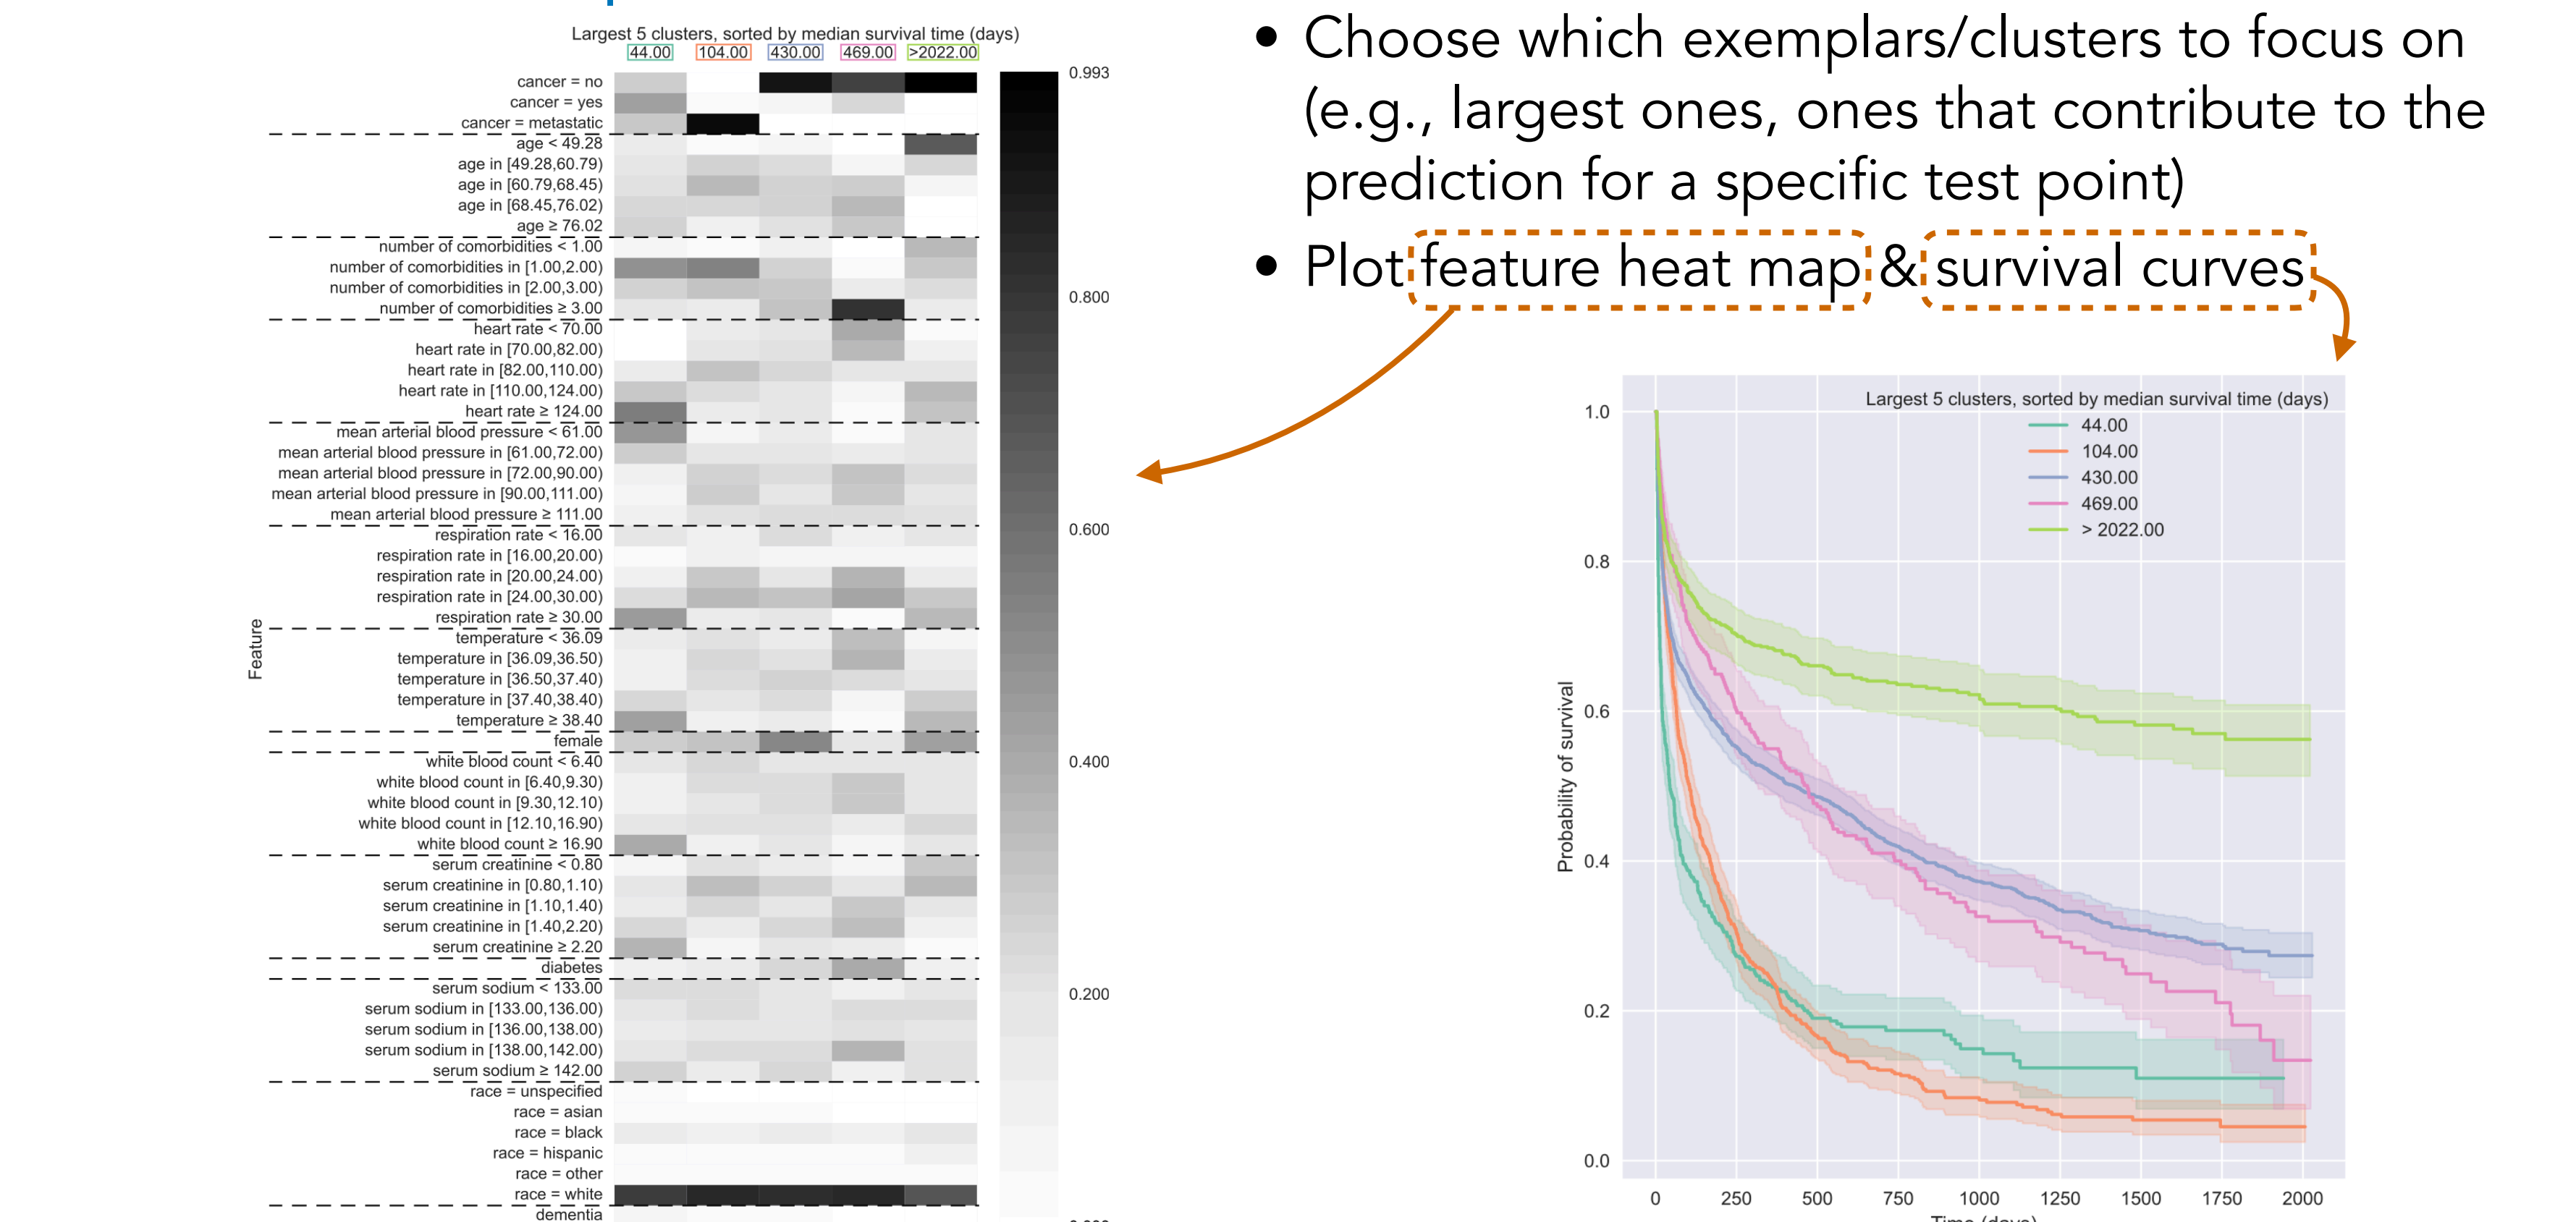 Largest 5 clusters, sorted by median survival time (days)
44.00 104.00 430.00 469.00 >2022.00
cancer = no
cancer = yes
cancer = metastatic
age < 49.28
age in [49.28,60.79)
age in [60.79,68.45)
age in [68.45,76.02)
age ≥ 76.02
number of comorbidities < 1.00
number of comorbidities in [1.00,2.00)
number of comorbidities in [2.00,3.00)
number of comorbidities ≥ 3.00
heart rate < 70.00
heart rate in [70.00,82.00)
heart rate in [82.00,110.00)
heart rate in [110.00,124.00)
heart rate ≥ 124.00
mean arterial blood pressure < 61.00
mean arterial blood pressure in [61.00,72.00)
mean arterial blood pressure in [72.00,90.00)
mean arterial blood pressure in [90.00,111.00)
mean arterial blood pressure ≥ 111.00
respiration rate < 16.00
respiration rate in [16.00,20.00)
respiration rate in [20.00,24.00)
respiration rate in [24.00,30.00)
respiration rate ≥ 30.00
temperature < 36.09
temperature in [36.09,36.50)
temperature in [36.50,37.40)
temperature in [37.40,38.40)
temperature ≥ 38.40
female
white blood count < 6.40
white blood count in [6.40,9.30)
white blood count in [9.30,12.10)
white blood count in [12.10,16.90)
white blood count ≥ 16.90
serum creatinine < 0.80
serum creatinine in [0.80,1.10)
serum creatinine in [1.10,1.40)
serum creatinine in [1.40,2.20)
serum creatinine ≥ 2.20
diabetes
serum sodium < 133.00
serum sodium in [133.00,136.00)
serum sodium in [136.00,138.00)
serum sodium in [138.00,142.00)
serum sodium ≥ 142.00
race = unspecified
race = asian
race = black
race = hispanic
race = other
race = white
dementia
Feature
0.993
0.800
0.600
0.400
0.200
• Choose which exemplars/clusters to focus on
(e.g., largest ones, ones that contribute to the
prediction for a specific test point)
• Plot feature heat map & survival curves
Largest 5 clusters, sorted by median survival time (days)
44.00
104.00
430.00
469.00
> 2022.00
Probability of survival
1.0
0.8
0.6
0.4
0.2
0.0
0 250 500 750 1000 1250 1500 1750 2000
Time (days)